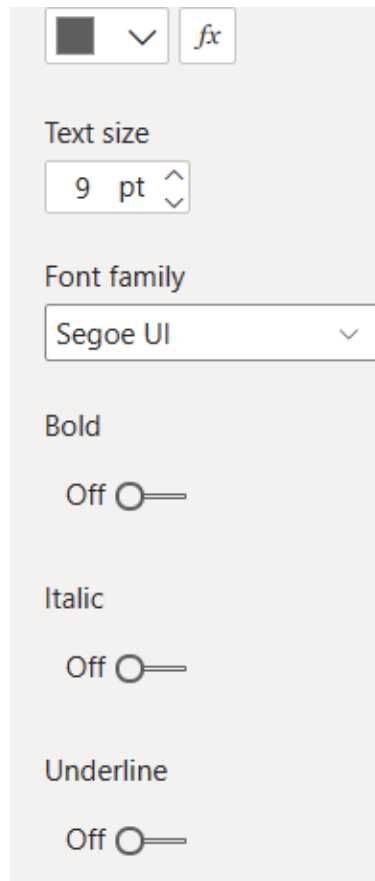 fx
Text size
9 pt
Font family
Segoe UI
Bold
Off
Italic
Off
Underline
Off